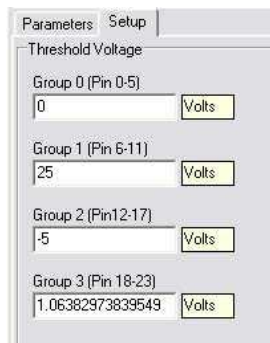 Parameters Setup
Threshold Voltage
Group 0 (Pin 0-5)
0 Volts
Group 1 (Pin 6-11)
25 Volts
Group 2 (Pin12-17)
-5 Volts
Group 3 (Pin 18-23)
1.06382973839549 Volts